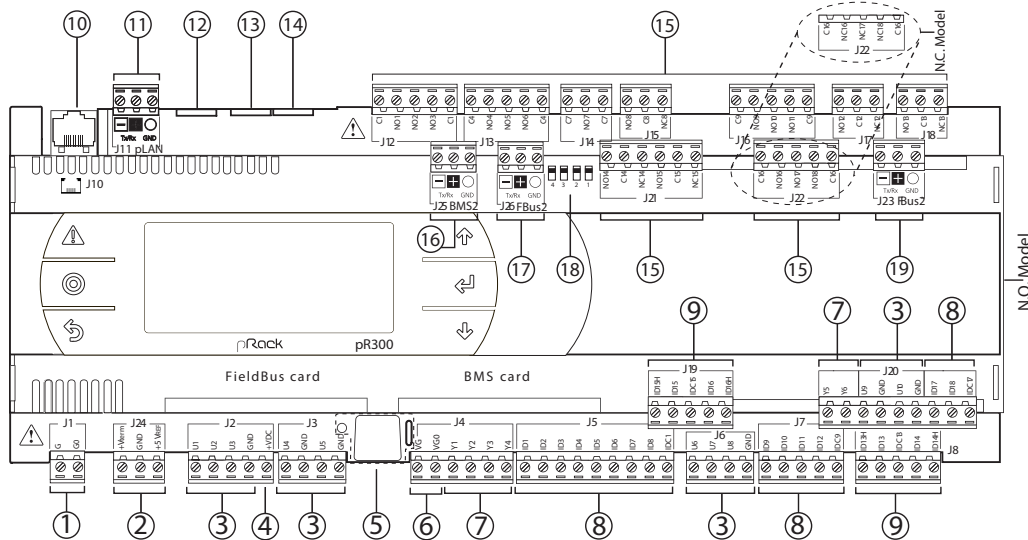 10 11 12 13 14 15
C16 NC16 NC17 NC18 C16
J22
N.C. Model
Tx/Rx GND
J11 pLAN
J10
C1 NO1 NO2 NO3 C1
J12
C4 NO4 NO5 NO6 C4
J13
C7 NO7 C7
J14
NO8 C8 NC8
J15
C9 NO9 NO10 NO11 C9
J16
NO12 C12 NC12
J17
NO13 C13 NC13
J18
Tx/Rx GND
J25 BMS2
Tx/Rx GND
J26 FBus2
4 3 2 1
NO14 C14 NC14 NO15 C15 NC15
J21
C16 NO16 NO17 NO18 C16
J22
Tx/Rx GND
J23 FBus2
16 17 18 15 15 19
N.O. Model
pRack pR300
FieldBus card BMS card
9 7 3 8
J19
ID15H ID15 IDC15 ID16 ID16H
J20
Y5 Y6 U9 GND U10 GND ID17 ID18 IDC17
J1
G G0
J24
+Vterm GND +5 VREF
J2
U1 U2 U3 GND +VDC
J3
U4 GND U5 GND
J4
VG VG0 Y1 Y2 Y3 Y4
J5
ID1 ID2 ID3 ID4 ID5 ID6 ID7 ID8 IDC1
J6
U6 U7 U8 GND
J7
ID9 ID10 ID11 ID12 IDC9
J8
ID13H ID13 IDC13 ID14 ID14H
1 2 3 4 3 5 6 7 8 3 8 9